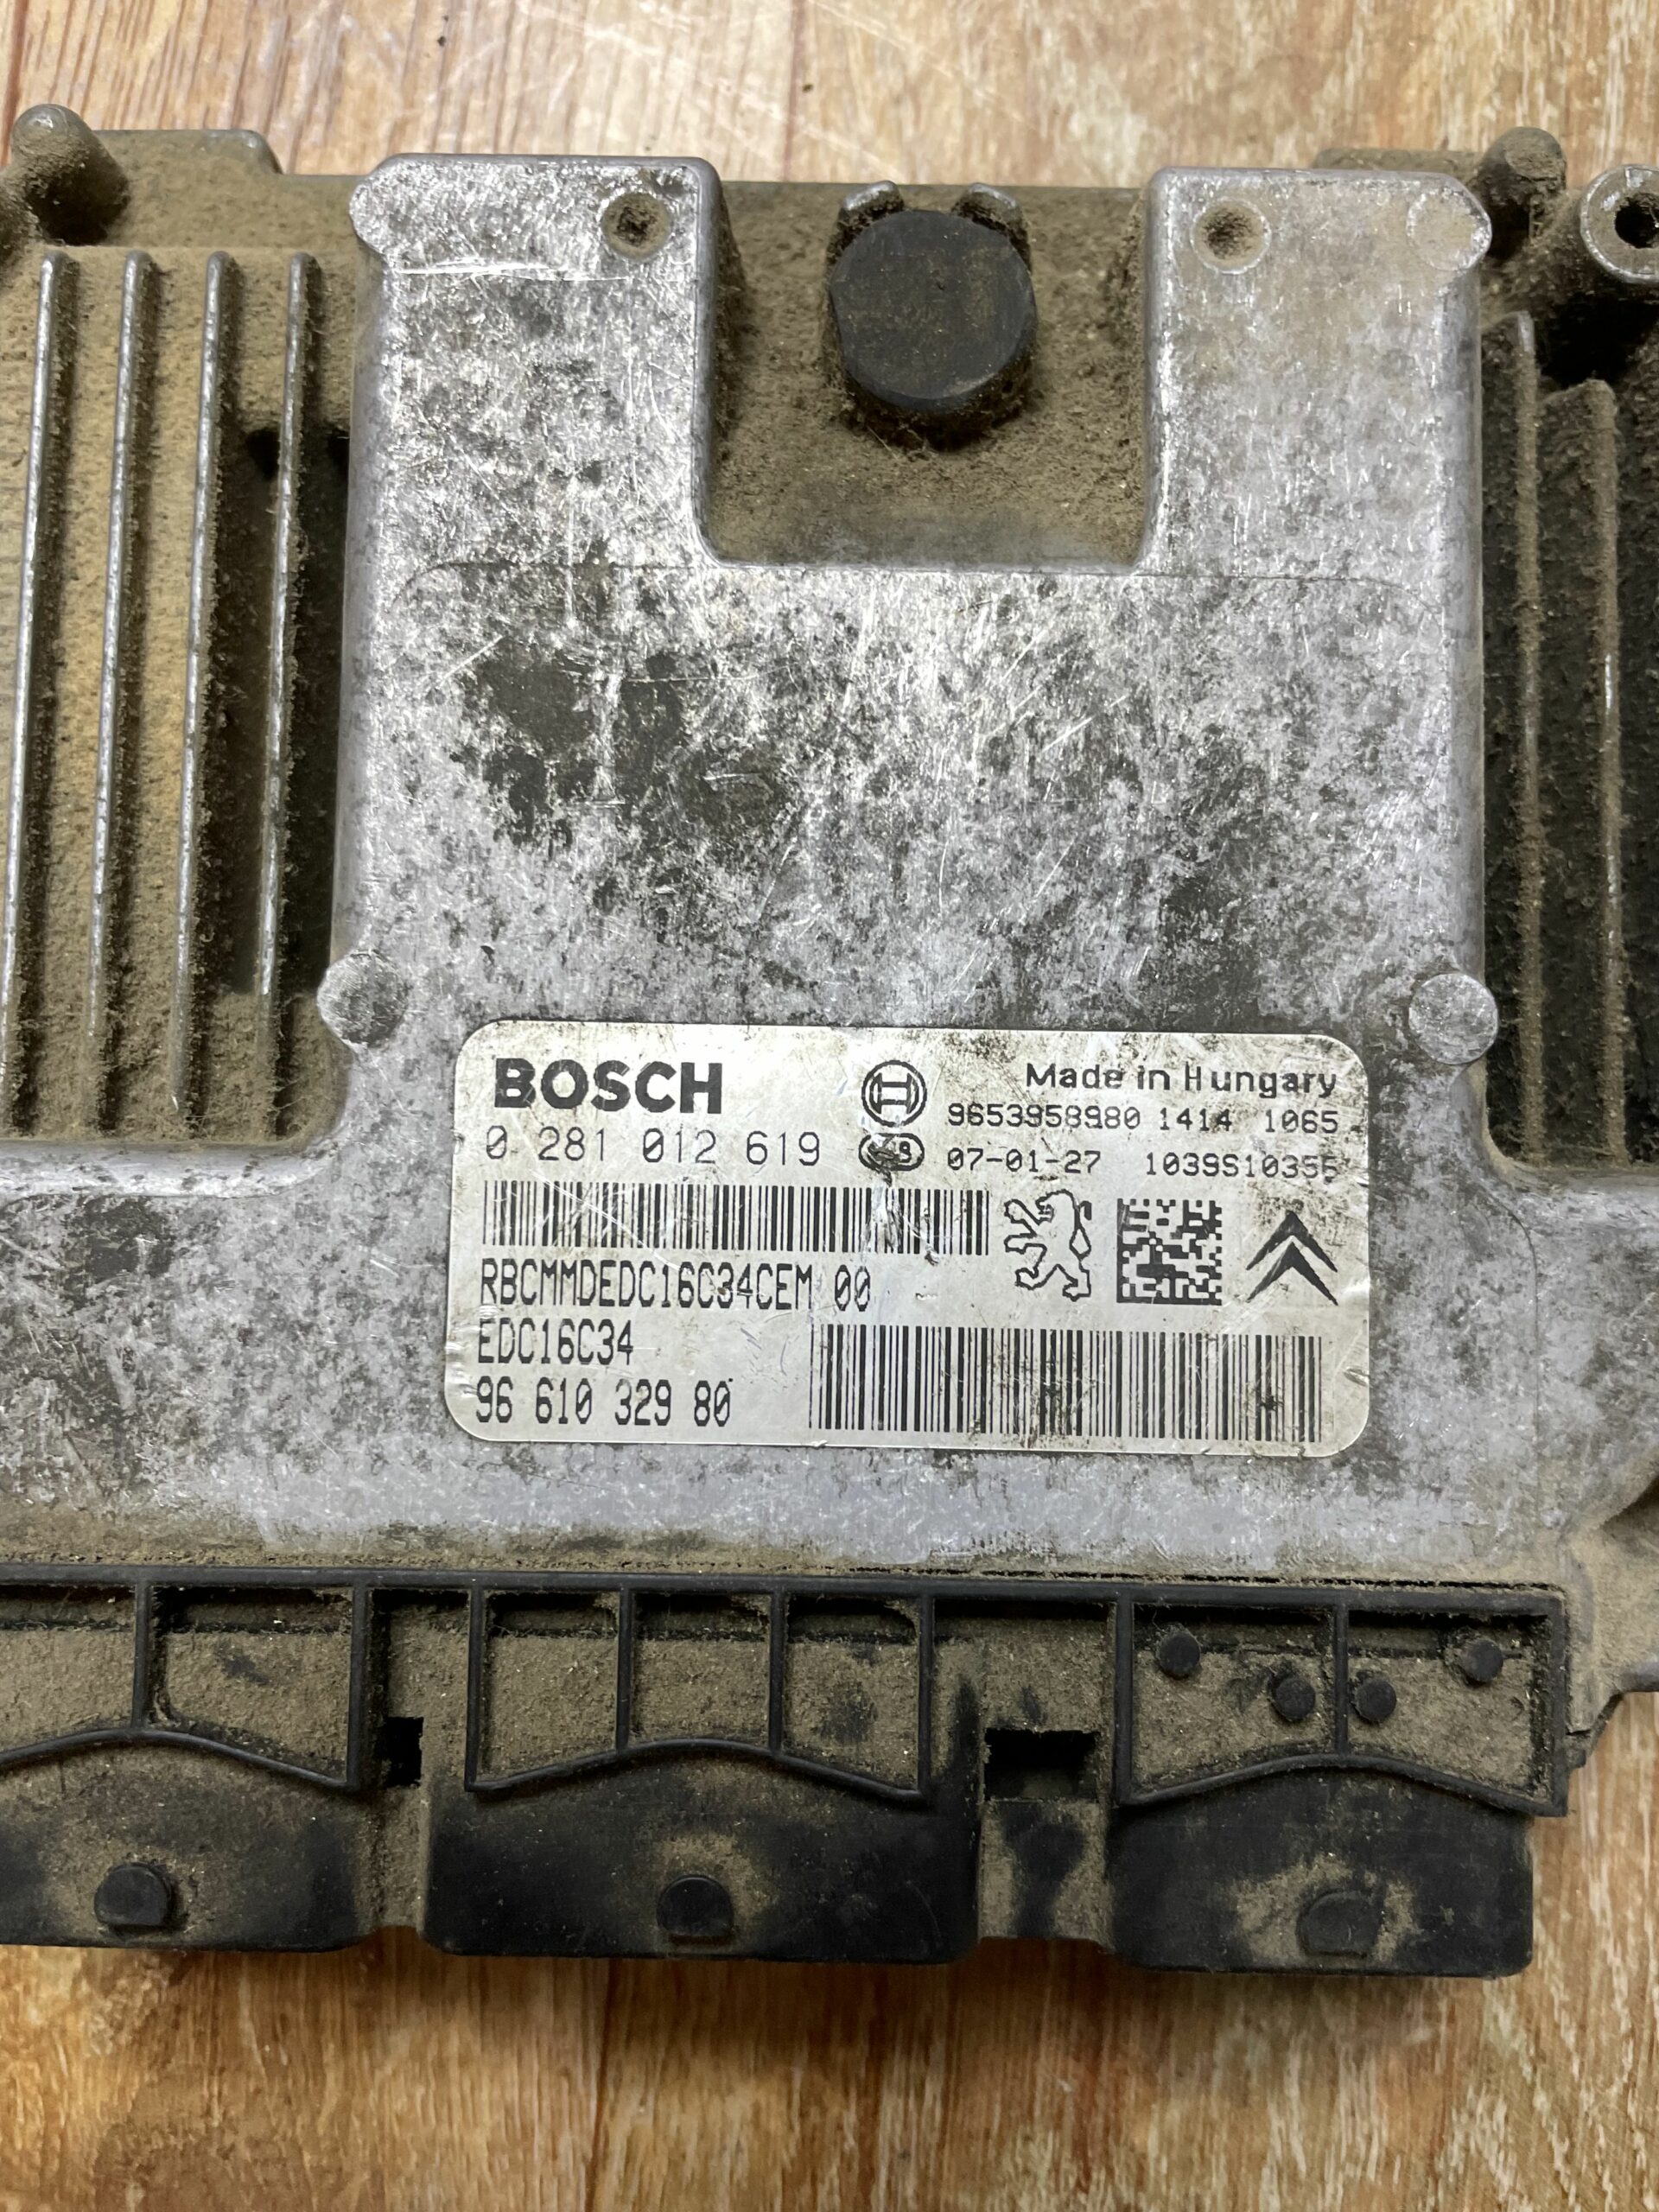 BOSCH
Made in Hungary
9653958980 1414 1065
0 281 012 619
07-01-27 1039S10355
RBCMMDEDC16C34CEM 00
EDC16C34
96 610 329 80